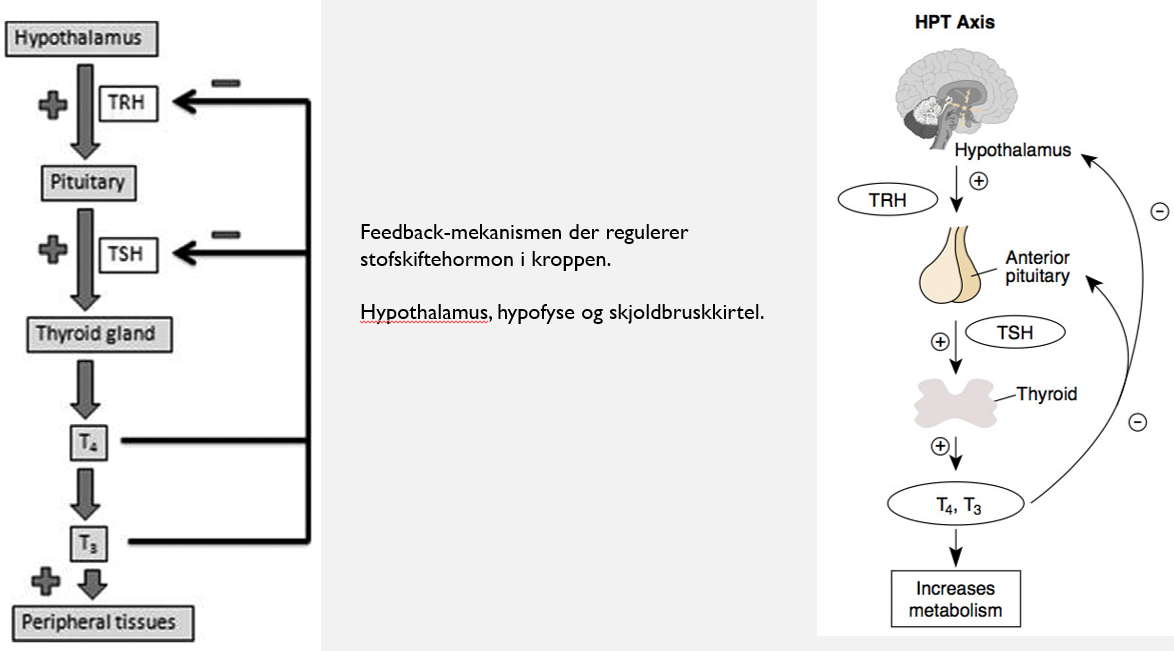 Hypothalamus
TRH
Pituitary
TSH
Thyroid gland
T₄
T₃
Peripheral tissues
Feedback-mekanismen der regulerer
stofskiftehormon i kroppen.
Hypothalamus, hypofyse og skjoldbruskkirtel.
HPT Axis
Hypothalamus
TRH
Anterior
pituitary
TSH
Thyroid
T₄, T₃
Increases
metabolism